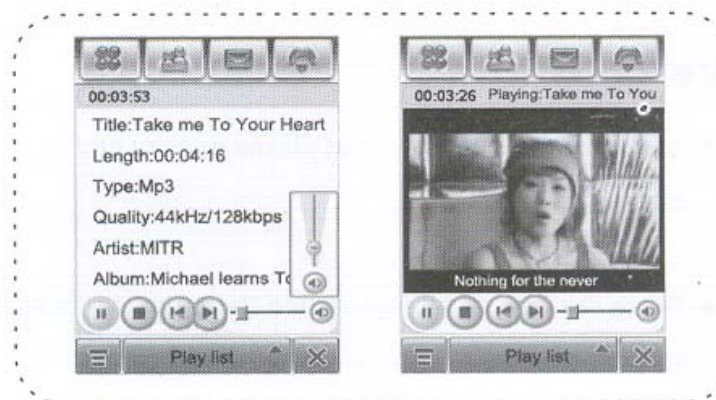 00:03:53
Title:Take me To Your Heart
Length:00:04:16
Type:Mp3
Quality:44kHz/128kbps
Artist:MITR
Album:Michael learns To
Play list
00:03:26 Playing:Take me To You
Nothing for the never
Play list